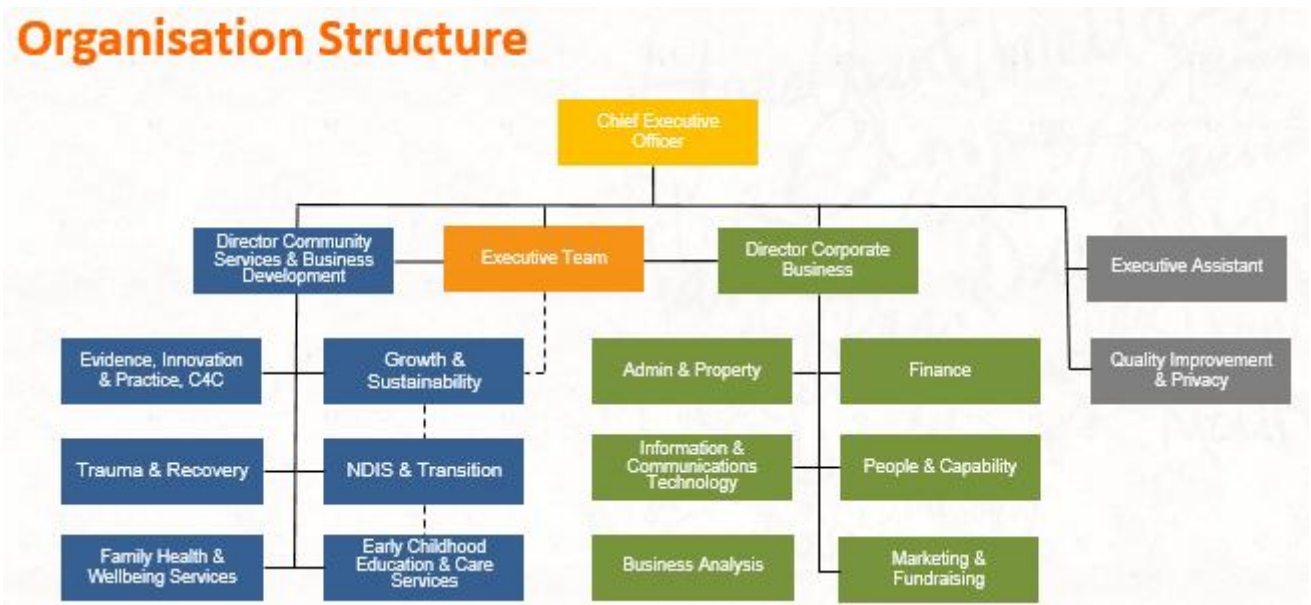 Organisation Structure
Chief Executive
Officer
Director Community
Services & Business
Development
Executive Team
Director Corporate
Business
Executive Assistant
Evidence, Innovation
& Practice, C4C
Growth &
Sustainability
Admin & Property
Finance
Quality Improvement
& Privacy
Trauma & Recovery
NDIS & Transition
Information &
Communications
Technology
People & Capability
Family Health &
Wellbeing Services
Early Childhood
Education & Care
Services
Business Analysis
Marketing &
Fundraising